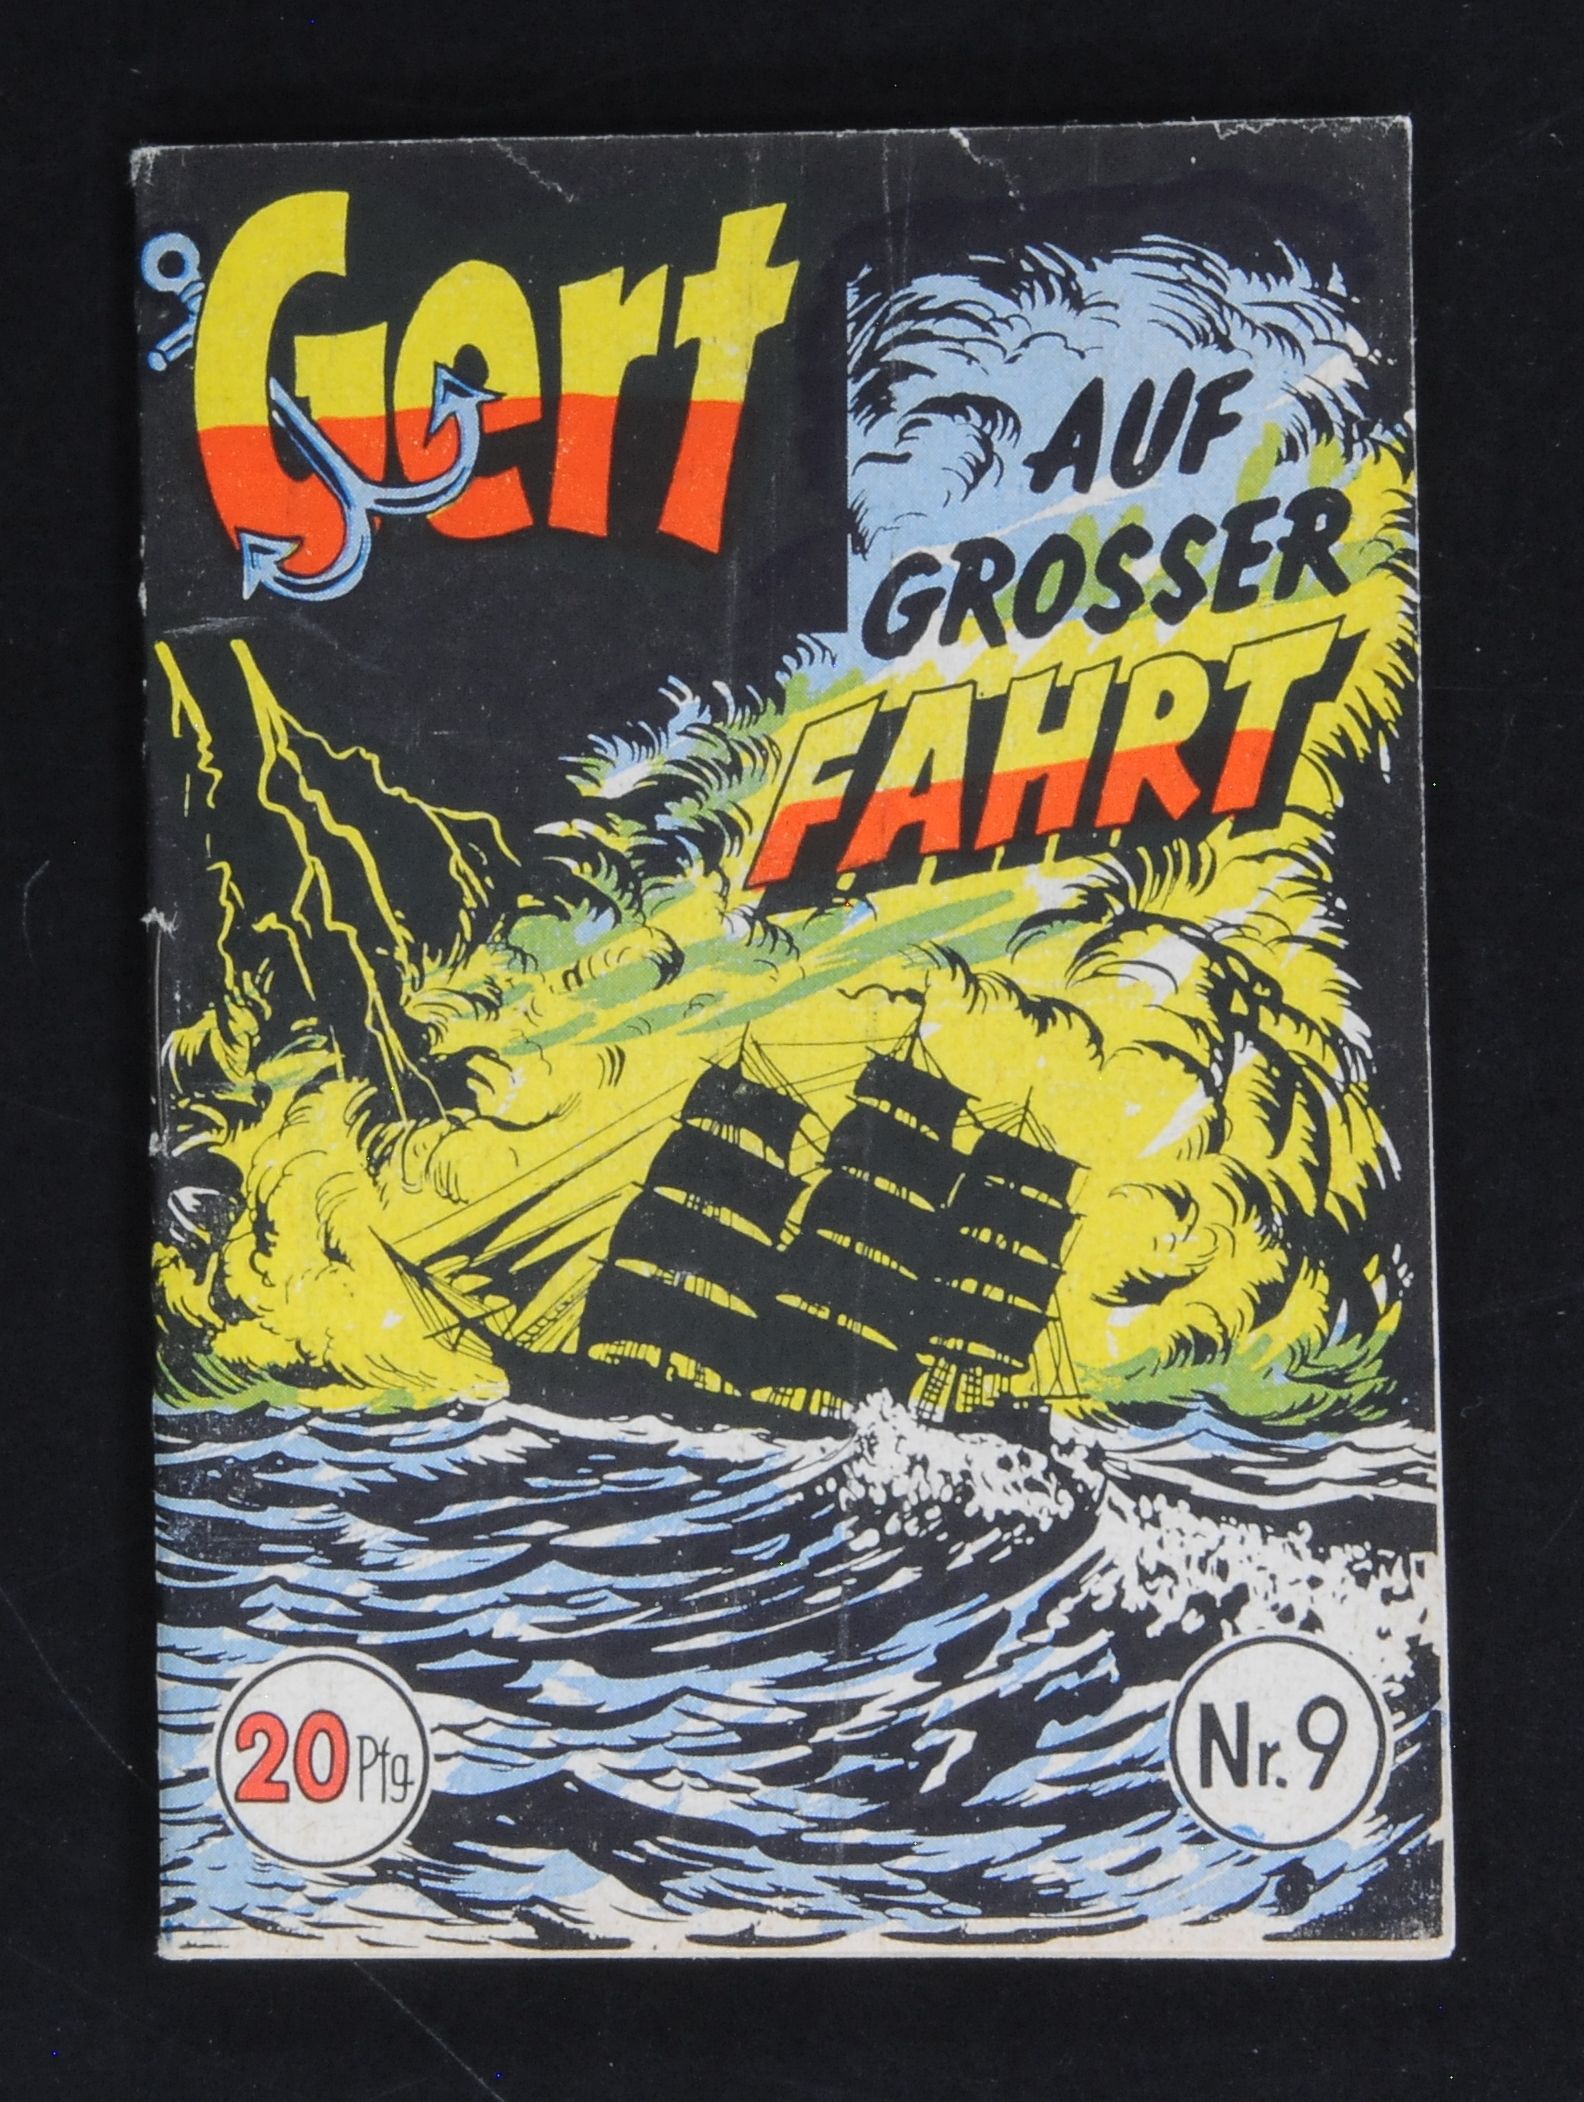 Gert
AUF
GROSSER
FAHRT
20 Pfg
Nr. 9